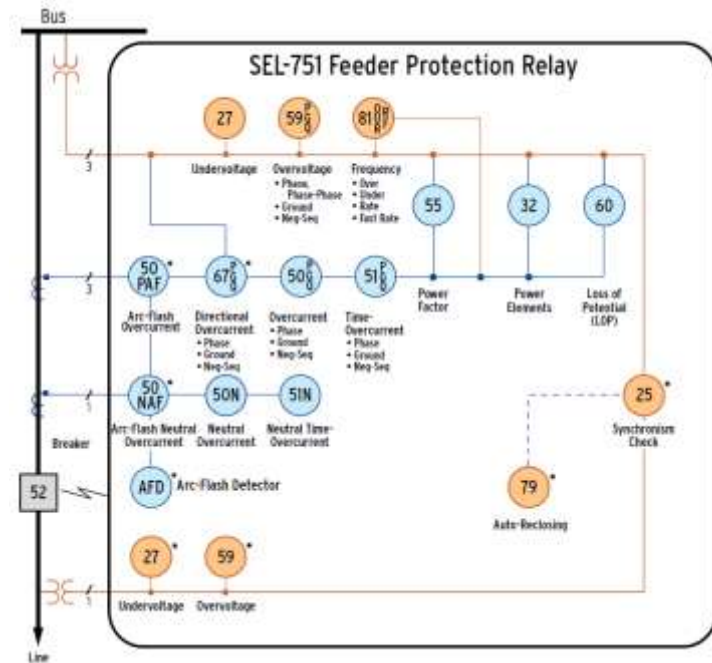 Bus
SEL-751 Feeder Protection Relay
27
59 P G Q
81
Undervoltage
Overvoltage
• Phase,
Phase-Phase
• Ground
• Neg-Seq
Frequency
• Over
• Under
• Rate
• Fast Rate
3
55
32
60
Power
Factor
Power
Elements
Loss of
Potential
(LOP)
3
50
PAF *
67 P G Q *
50 P G Q
51 P G Q
Arc-flash
Overcurrent
Directional
Overcurrent
• Phase
• Ground
• Neg-Seq
Overcurrent
• Phase
• Ground
• Neg-Seq
Time-
Overcurrent
• Phase
• Ground
• Neg-Seq
1
50
NAF *
50N
51N
Arc-Flash Neutral
Overcurrent
Neutral
Overcurrent
Neutral Time-
Overcurrent
25 *
Synchronism
Check
Breaker
52
AFD *
Arc-Flash Detector
79 *
Auto-Reclosing
27 *
59 *
1
Undervoltage
Overvoltage
Line